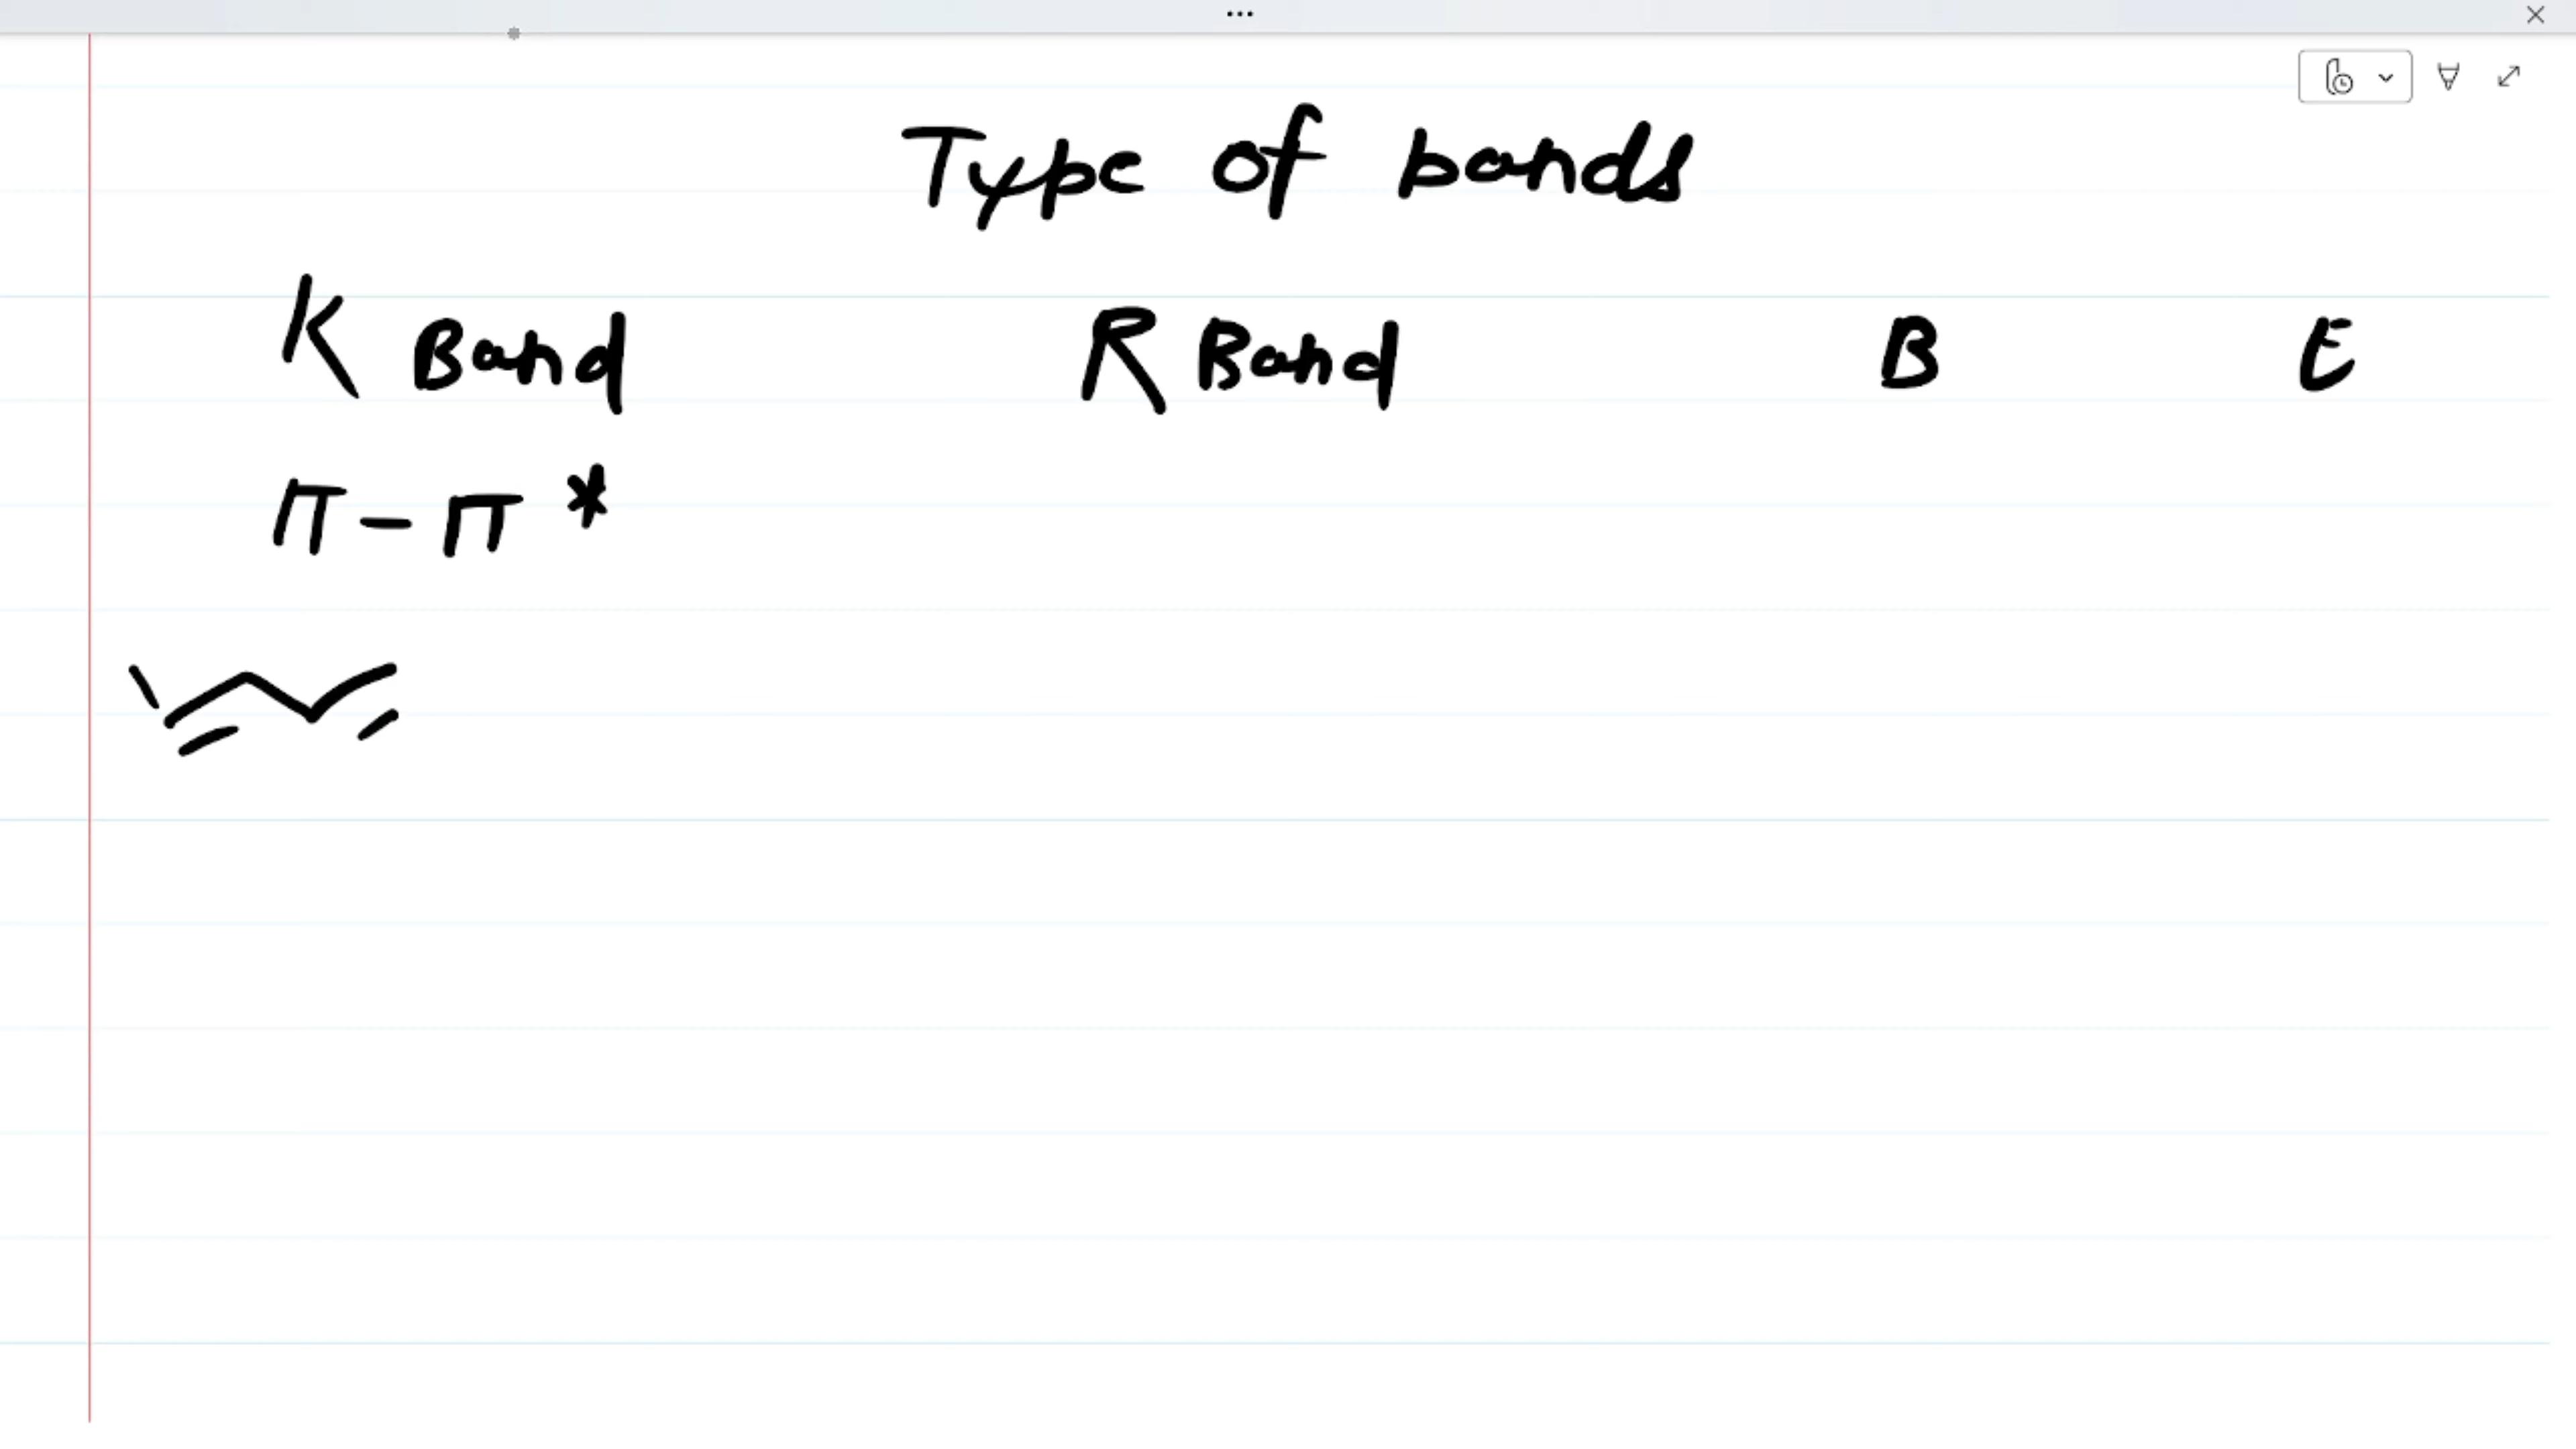 Type of bands
K Band R Band B E
π - π *